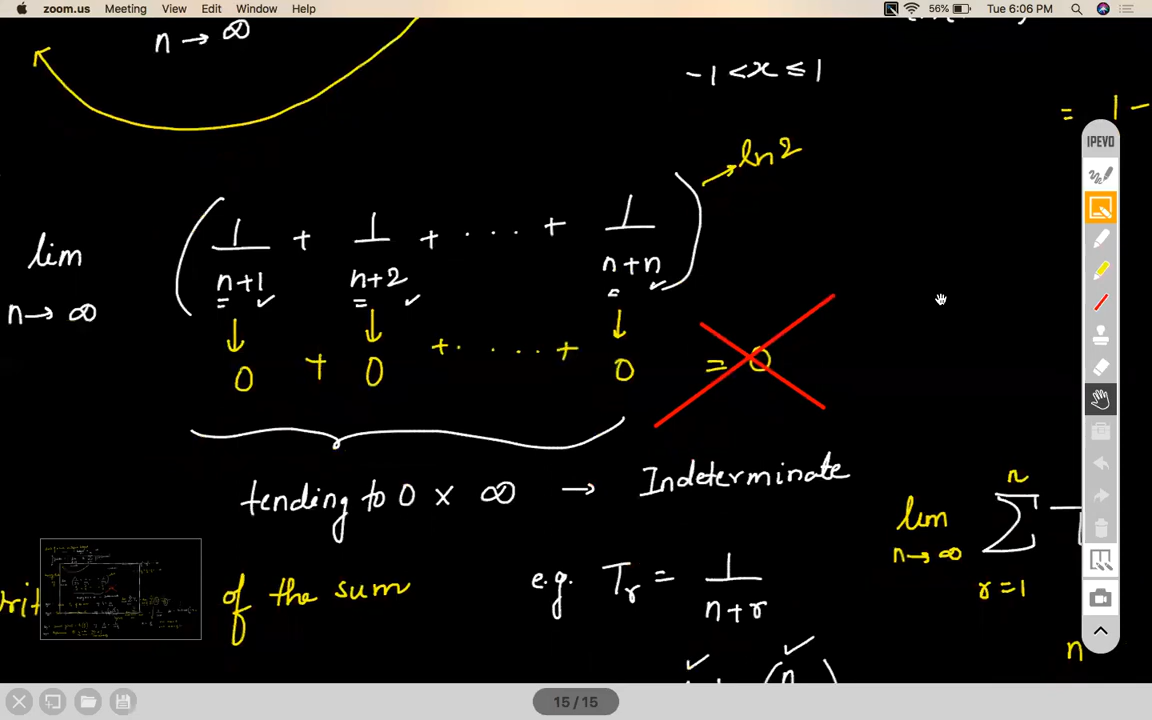 zoom.us Meeting View Edit Window Help 56% Tue 6:06 PM
n → ∞
-1 < x ≤ 1
= 1 -
IPEVO
ln 2
lim n → ∞ ( 1/(n+1) + 1/(n+2) + · · · · + 1/(n+n) )
0 + 0 + · · · · + 0 = 0
tending to 0 × ∞ → Indeterminate
lim n → ∞ Σ r = 1 n
of the sum
e.g. Tr = 1/(n+r)
n
n
15 / 15